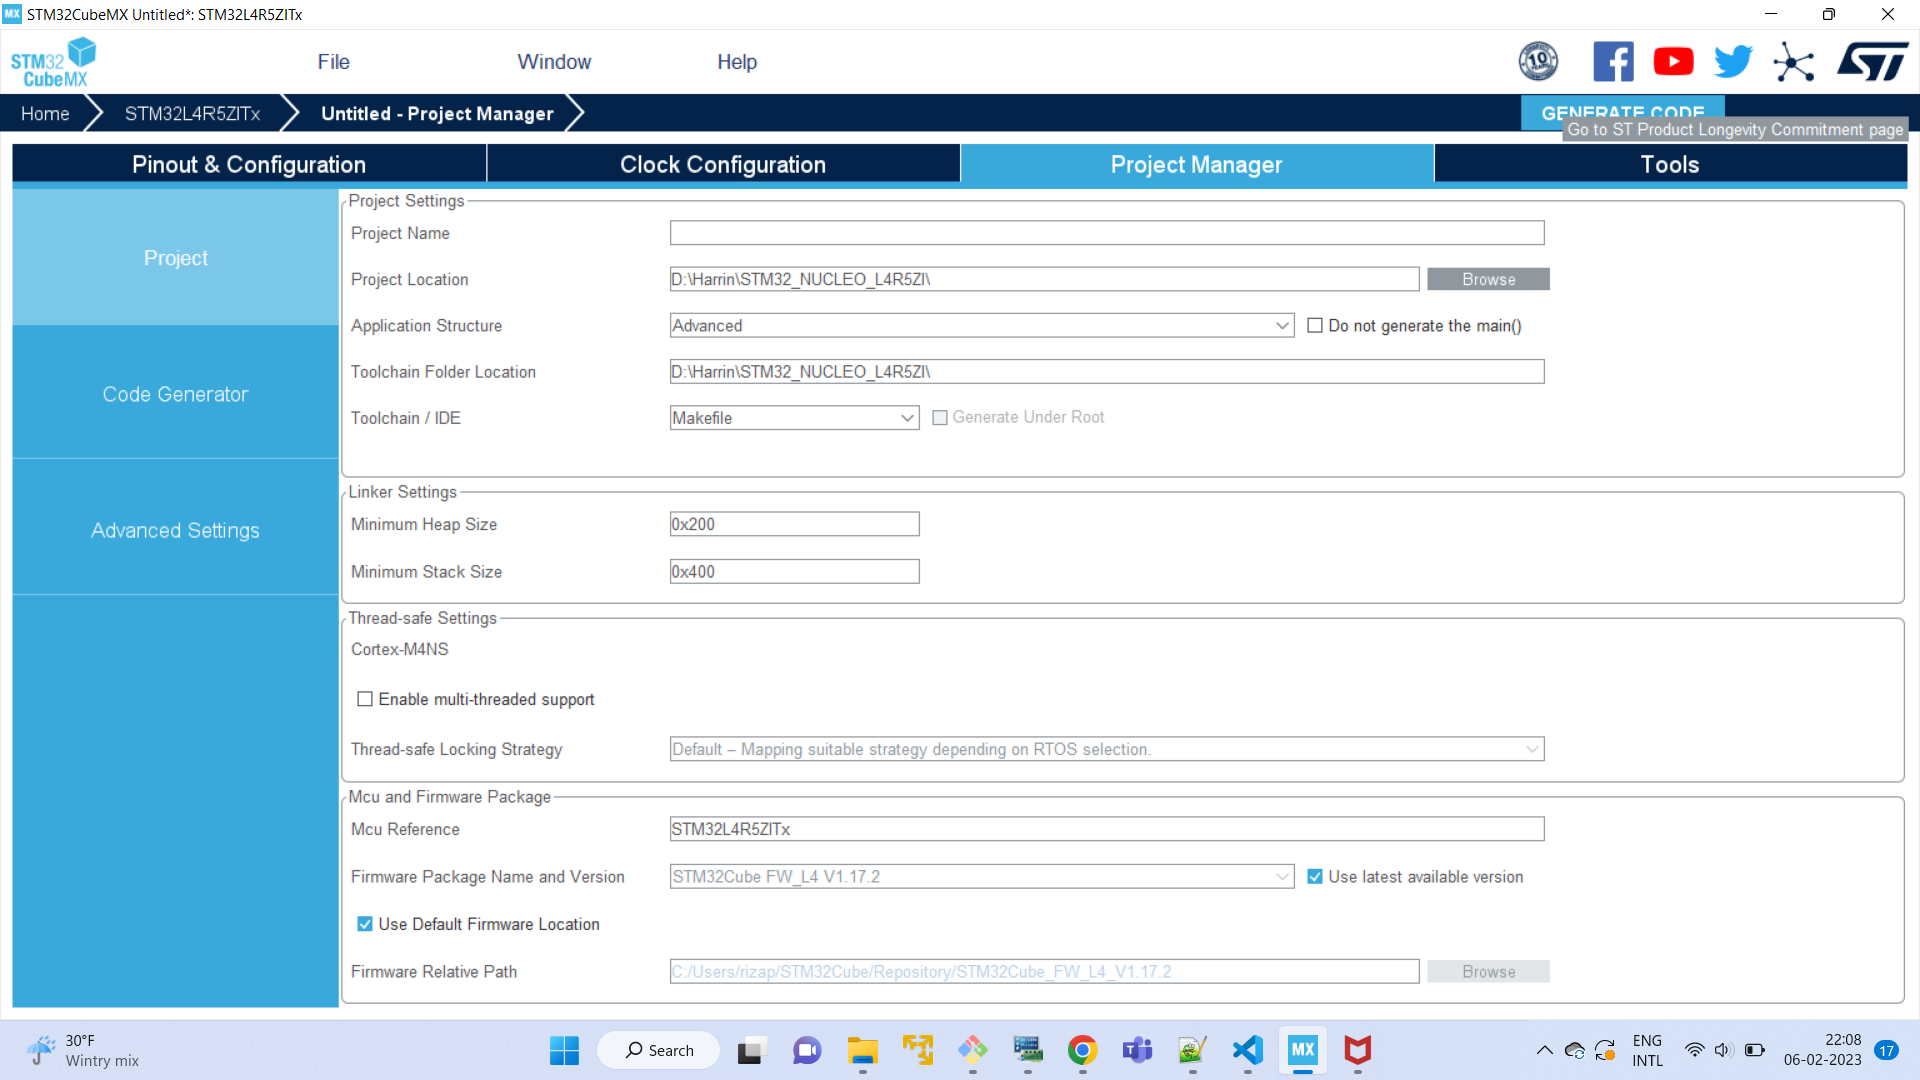 MX STM32CubeMX Untitled*: STM32L4R5ZITx
STM32
CubeMX
File
Window
Help
10
ST
Home
STM32L4R5ZITx
Untitled - Project Manager
GENERATE CODE
Go to ST Product Longevity Commitment page
Pinout & Configuration
Clock Configuration
Project Manager
Tools
Project
Code Generator
Advanced Settings
Project Settings
Project Name
Project Location
D:\Harrin\STM32_NUCLEO_L4R5ZI\
Browse
Application Structure
Advanced
Do not generate the main()
Toolchain Folder Location
D:\Harrin\STM32_NUCLEO_L4R5ZI\
Toolchain / IDE
Makefile
Generate Under Root
Linker Settings
Minimum Heap Size
0x200
Minimum Stack Size
0x400
Thread-safe Settings
Cortex-M4NS
Enable multi-threaded support
Thread-safe Locking Strategy
Default – Mapping suitable strategy depending on RTOS selection.
Mcu and Firmware Package
Mcu Reference
STM32L4R5ZITx
Firmware Package Name and Version
STM32Cube FW_L4 V1.17.2
Use latest available version
Use Default Firmware Location
Firmware Relative Path
C:/Users/rizap/STM32Cube/Repository/STM32Cube_FW_L4_V1.17.2
Browse
30°F
Wintry mix
Search
MX
ENG
INTL
22:08
06-02-2023
17